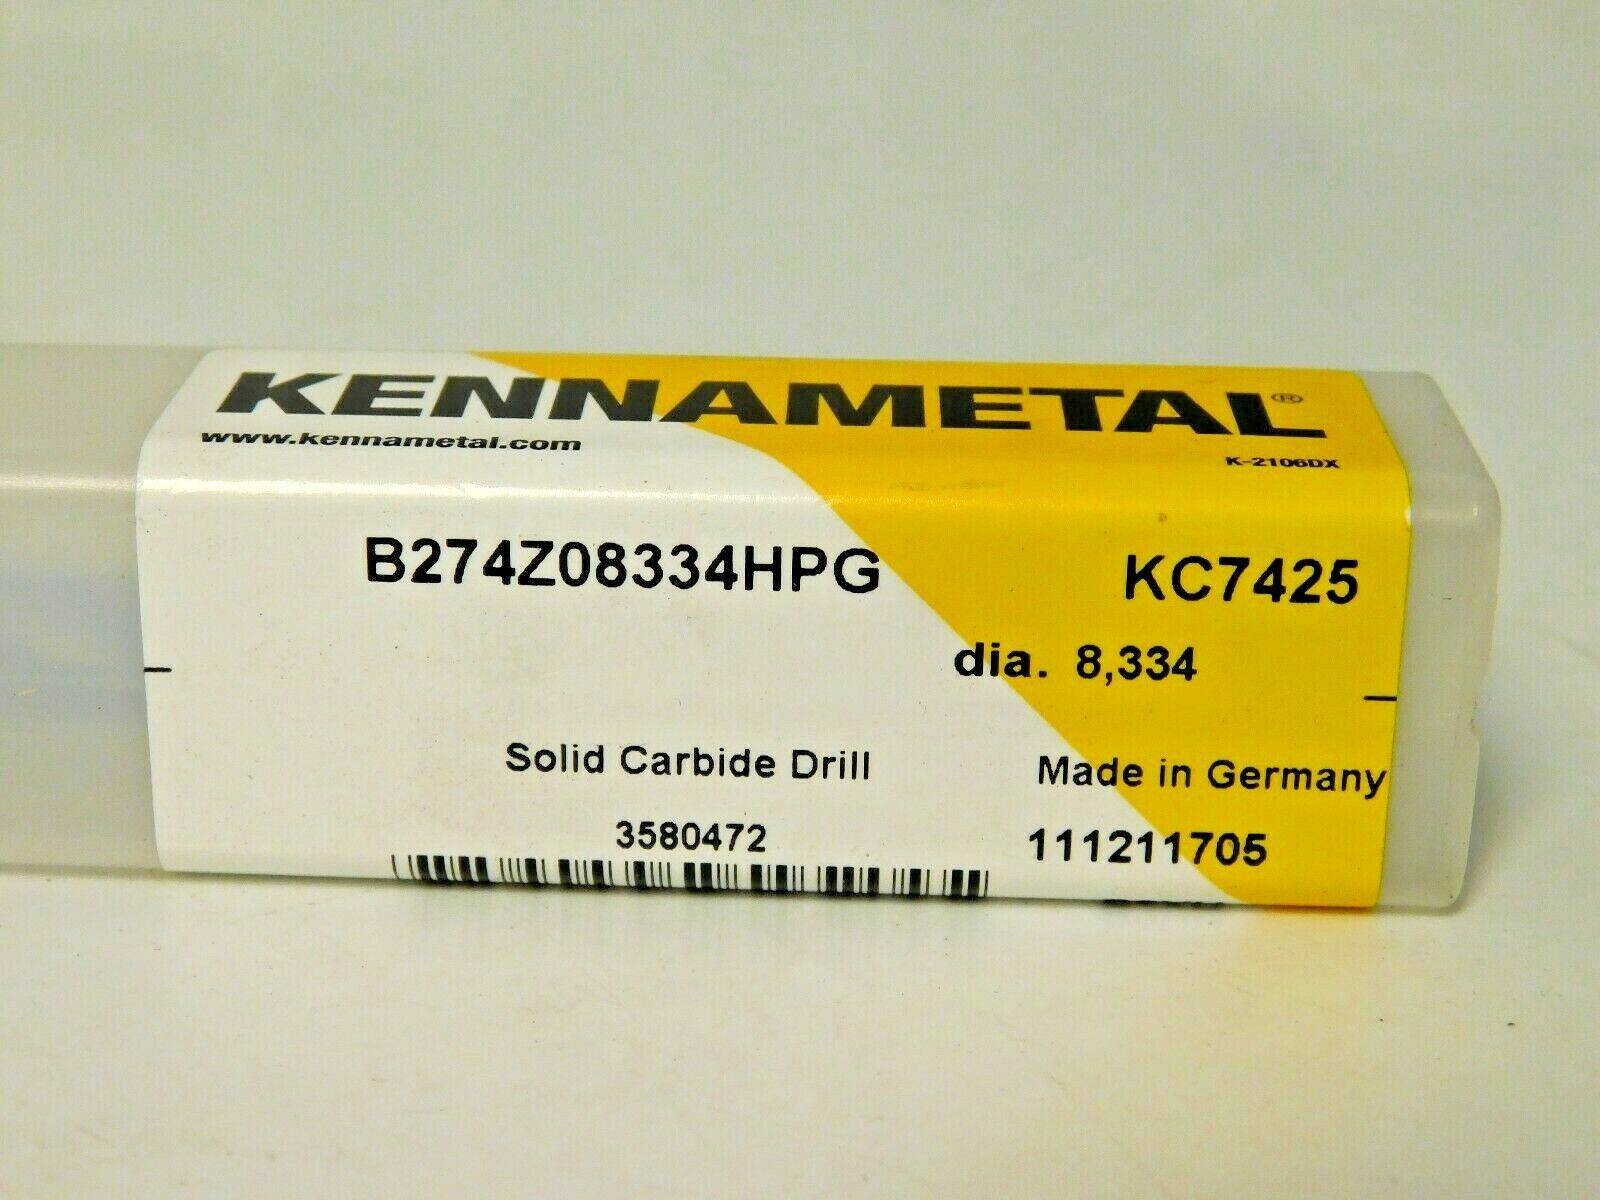 KENNAMETAL®
www.kennametal.com
K-2106DX
B274Z08334HPG KC7425
dia. 8,334
Solid Carbide Drill Made in Germany
3580472 111211705